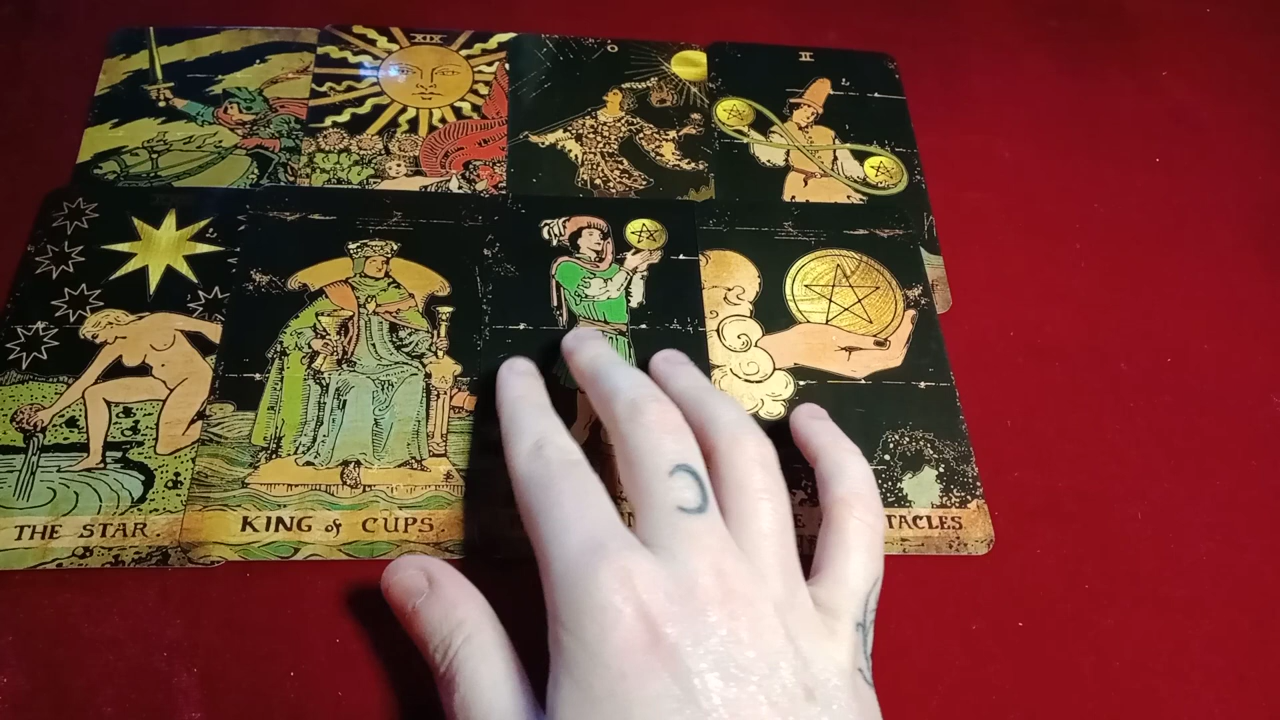 XIX
0
II
THE STAR.
KING of CUPS.
TACLES